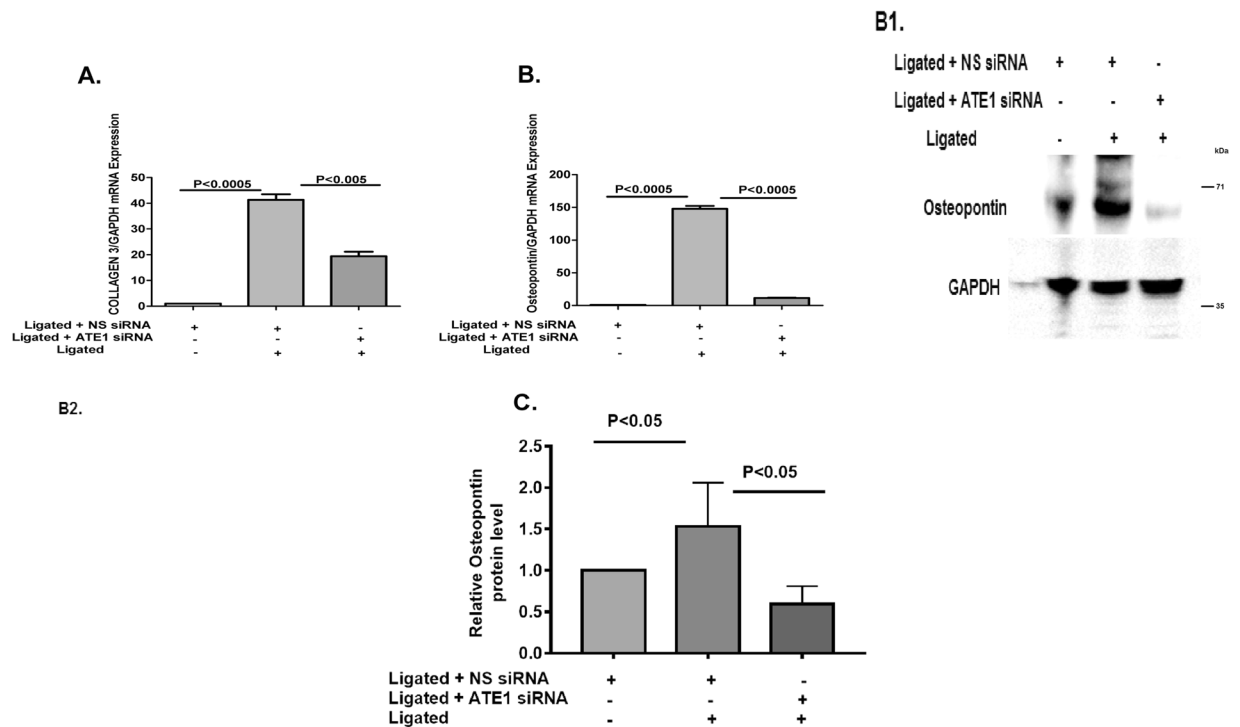 A.
COLLAGEN 3/GAPDH mRNA Expression
50
40
30
20
10
0
P<0.0005
P<0.005
Ligated + NS siRNA + + -
Ligated + ATE1 siRNA - - +
Ligated - + +
B.
Osteopontin/GAPDH mRNA Expression
200
150
100
50
0
P<0.0005
P<0.0005
Ligated + NS siRNA + + -
Ligated + ATE1 siRNA - - +
Ligated - + +
B1.
Ligated + NS siRNA + + -
Ligated + ATE1 siRNA - - +
Ligated - + +
kDa
71
Osteopontin
GAPDH
35
B2.
C.
Relative Osteopontin
protein level
2.5
2.0
1.5
1.0
0.5
0.0
P<0.05
P<0.05
Ligated + NS siRNA + + -
Ligated + ATE1 siRNA - - +
Ligated - + +